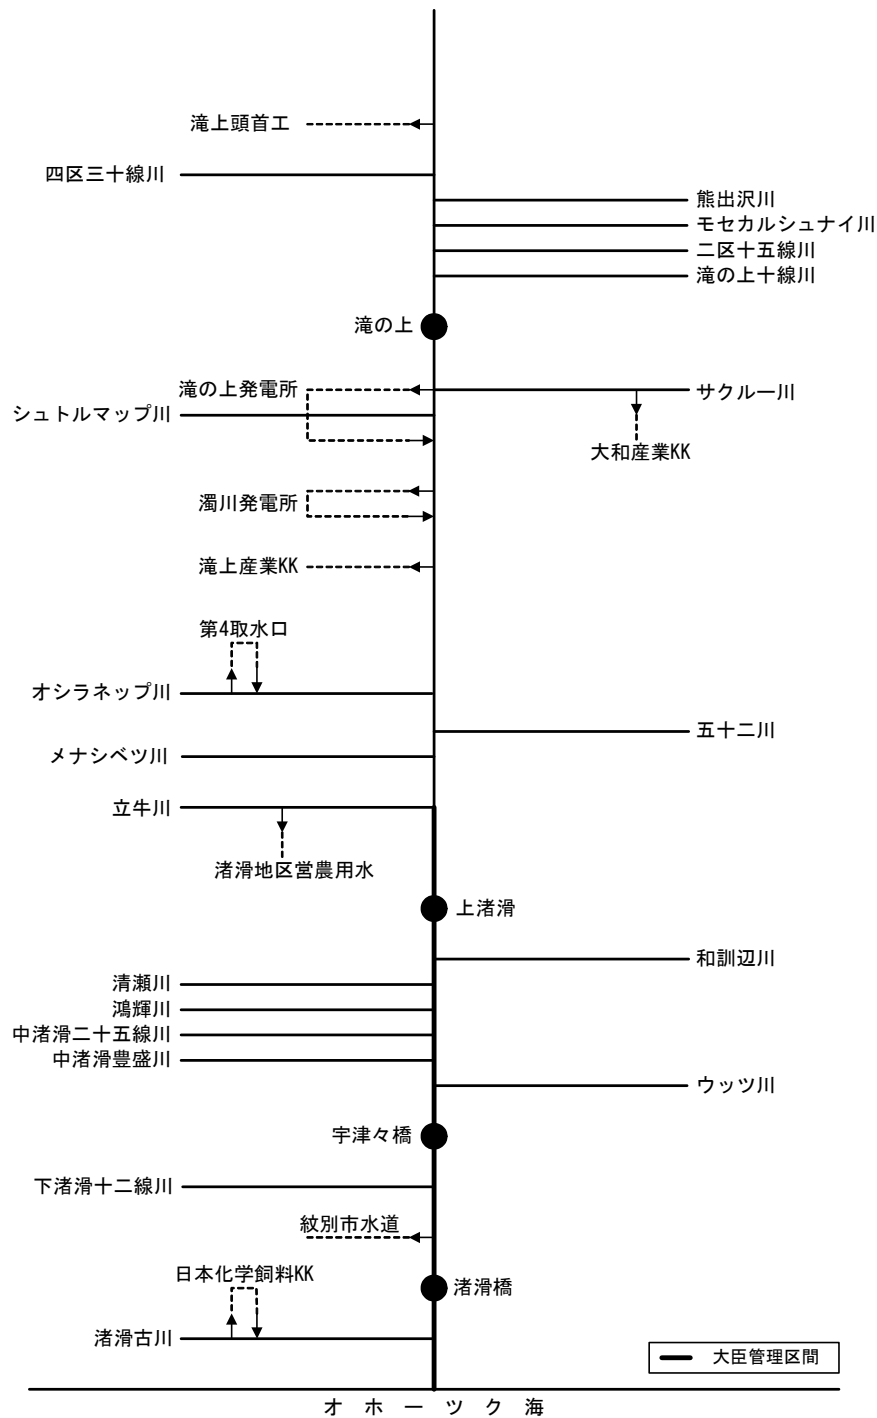 滝上頭首工
四区三十線川
熊出沢川
モセカルシュナイ川
二区十五線川
滝の上十線川
滝の上
滝の上発電所
サクルー川
シュトルマップ川
大和産業KK
濁川発電所
滝上産業KK
第4取水口
オシラネップ川
五十二川
メナシベツ川
立牛川
渚滑地区営農用水
上渚滑
和訓辺川
清瀬川
鴻輝川
中渚滑二十五線川
中渚滑豊盛川
ウッツ川
宇津々橋
下渚滑十二線川
紋別市水道
日本化学飼料KK
渚滑橋
渚滑古川
大臣管理区間
オホーツク海